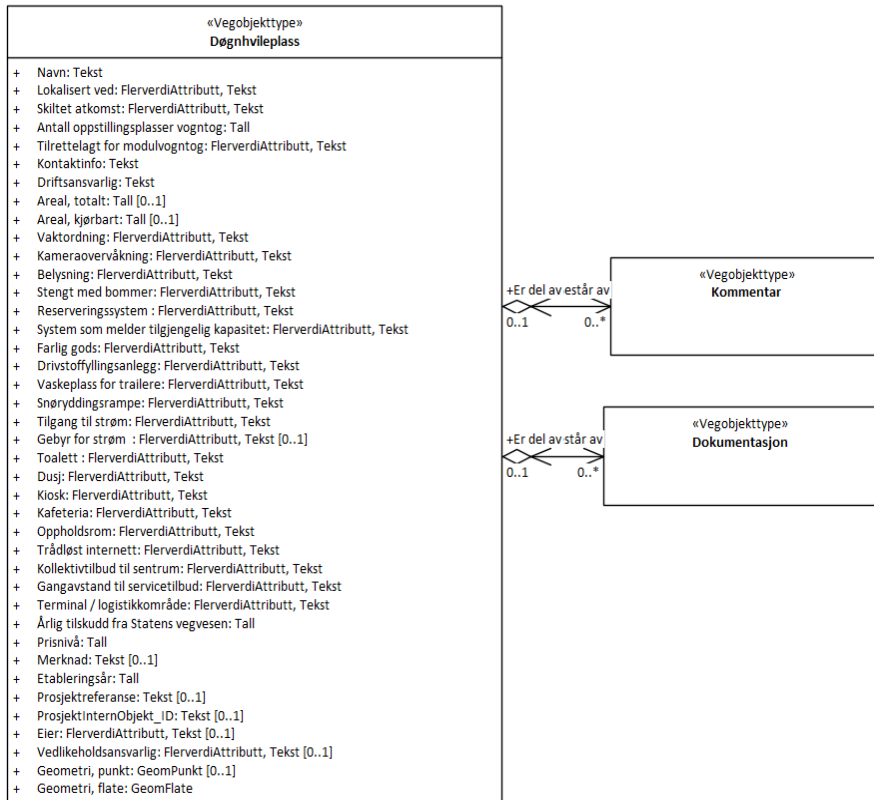 «Vegobjekttype»
Døgnhvileplass
+ Navn: Tekst
+ Lokalisert ved: FlerverdiAttributt, Tekst
+ Skiltet atkomst: FlerverdiAttributt, Tekst
+ Antall oppstillingsplasser vogntog: Tall
+ Tilrettelagt for modulvogntog: FlerverdiAttributt, Tekst
+ Kontaktinfo: Tekst
+ Driftsansvarlig: Tekst
+ Areal, totalt: Tall [0..1]
+ Areal, kjørbart: Tall [0..1]
+ Vaktordning: FlerverdiAttributt, Tekst
+ Kameraovervåkning: FlerverdiAttributt, Tekst
+ Belysning: FlerverdiAttributt, Tekst
+ Stengt med bommer: FlerverdiAttributt, Tekst
+ Reserveringssystem : FlerverdiAttributt, Tekst
+ System som melder tilgjengelig kapasitet: FlerverdiAttributt, Tekst
+ Farlig gods: FlerverdiAttributt, Tekst
+ Drivstoffyllingsanlegg: FlerverdiAttributt, Tekst
+ Vaskeplass for trailere: FlerverdiAttributt, Tekst
+ Snøryddingsrampe: FlerverdiAttributt, Tekst
+ Tilgang til strøm: FlerverdiAttributt, Tekst
+ Gebyr for strøm : FlerverdiAttributt, Tekst [0..1]
+ Toalett : FlerverdiAttributt, Tekst
+ Dusj: FlerverdiAttributt, Tekst
+ Kiosk: FlerverdiAttributt, Tekst
+ Kafeteria: FlerverdiAttributt, Tekst
+ Oppholdsrom: FlerverdiAttributt, Tekst
+ Trådløst internett: FlerverdiAttributt, Tekst
+ Kollektivtilbud til sentrum: FlerverdiAttributt, Tekst
+ Gangavstand til servicetilbud: FlerverdiAttributt, Tekst
+ Terminal / logistikkområde: FlerverdiAttributt, Tekst
+ Årlig tilskudd fra Statens vegvesen: Tall
+ Prisnivå: Tall
+ Merknad: Tekst [0..1]
+ Etableringsår: Tall
+ Prosjektreferanse: Tekst [0..1]
+ ProsjektInternObjekt_ID: Tekst [0..1]
+ Eier: FlerverdiAttributt, Tekst [0..1]
+ Vedlikeholdsansvarlig: FlerverdiAttributt, Tekst [0..1]
+ Geometri, punkt: GeomPunkt [0..1]
+ Geometri, flate: GeomFlate
+Er del av estår av
0..1 0..*
«Vegobjekttype»
Kommentar
+Er del av står av
0..1 0..*
«Vegobjekttype»
Dokumentasjon